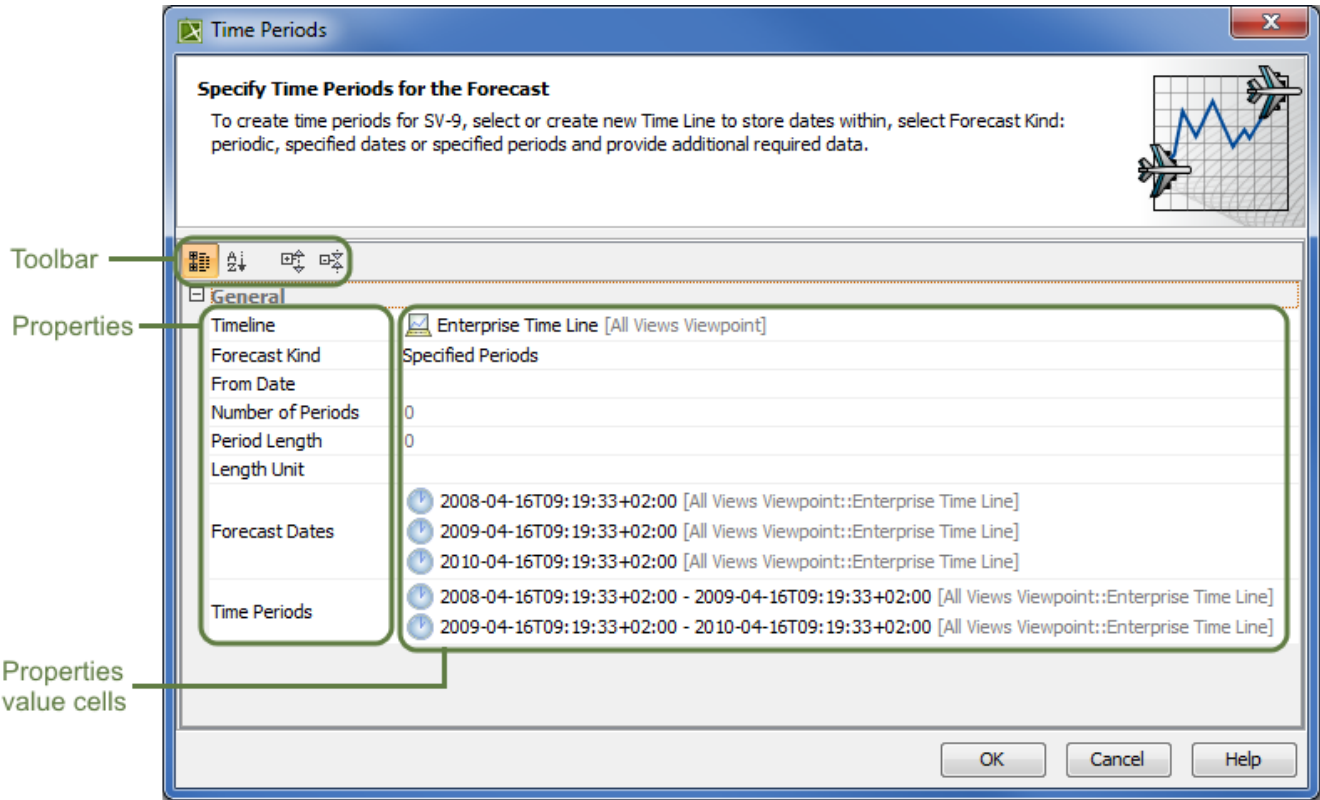 Time Periods
Specify Time Periods for the Forecast
To create time periods for SV-9, select or create new Time Line to store dates within, select Forecast Kind:
periodic, specified dates or specified periods and provide additional required data.
Toolbar
General
Properties
Timeline Enterprise Time Line [All Views Viewpoint]
Forecast Kind Specified Periods
From Date
Number of Periods 0
Period Length 0
Length Unit
Forecast Dates
2008-04-16T09:19:33+02:00 [All Views Viewpoint::Enterprise Time Line]
2009-04-16T09:19:33+02:00 [All Views Viewpoint::Enterprise Time Line]
2010-04-16T09:19:33+02:00 [All Views Viewpoint::Enterprise Time Line]
Time Periods
2008-04-16T09:19:33+02:00 - 2009-04-16T09:19:33+02:00 [All Views Viewpoint::Enterprise Time Line]
2009-04-16T09:19:33+02:00 - 2010-04-16T09:19:33+02:00 [All Views Viewpoint::Enterprise Time Line]
Properties
value cells
OK Cancel Help